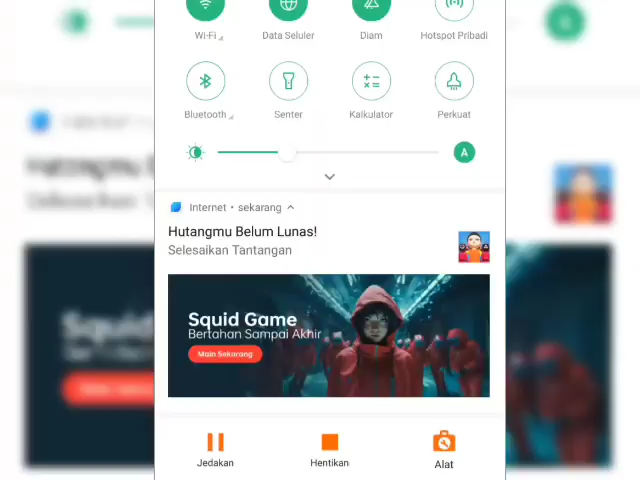 Wi-Fi
Data Seluler
Diam
Hotspot Pribadi
Bluetooth
Senter
Kalkulator
Perkuat
A
Internet • sekarang
Hutangmu Belum Lunas!
Selesaikan Tantangan
Squid Game
Bertahan Sampai Akhir
Main Sekarang
Jedakan
Hentikan
Alat